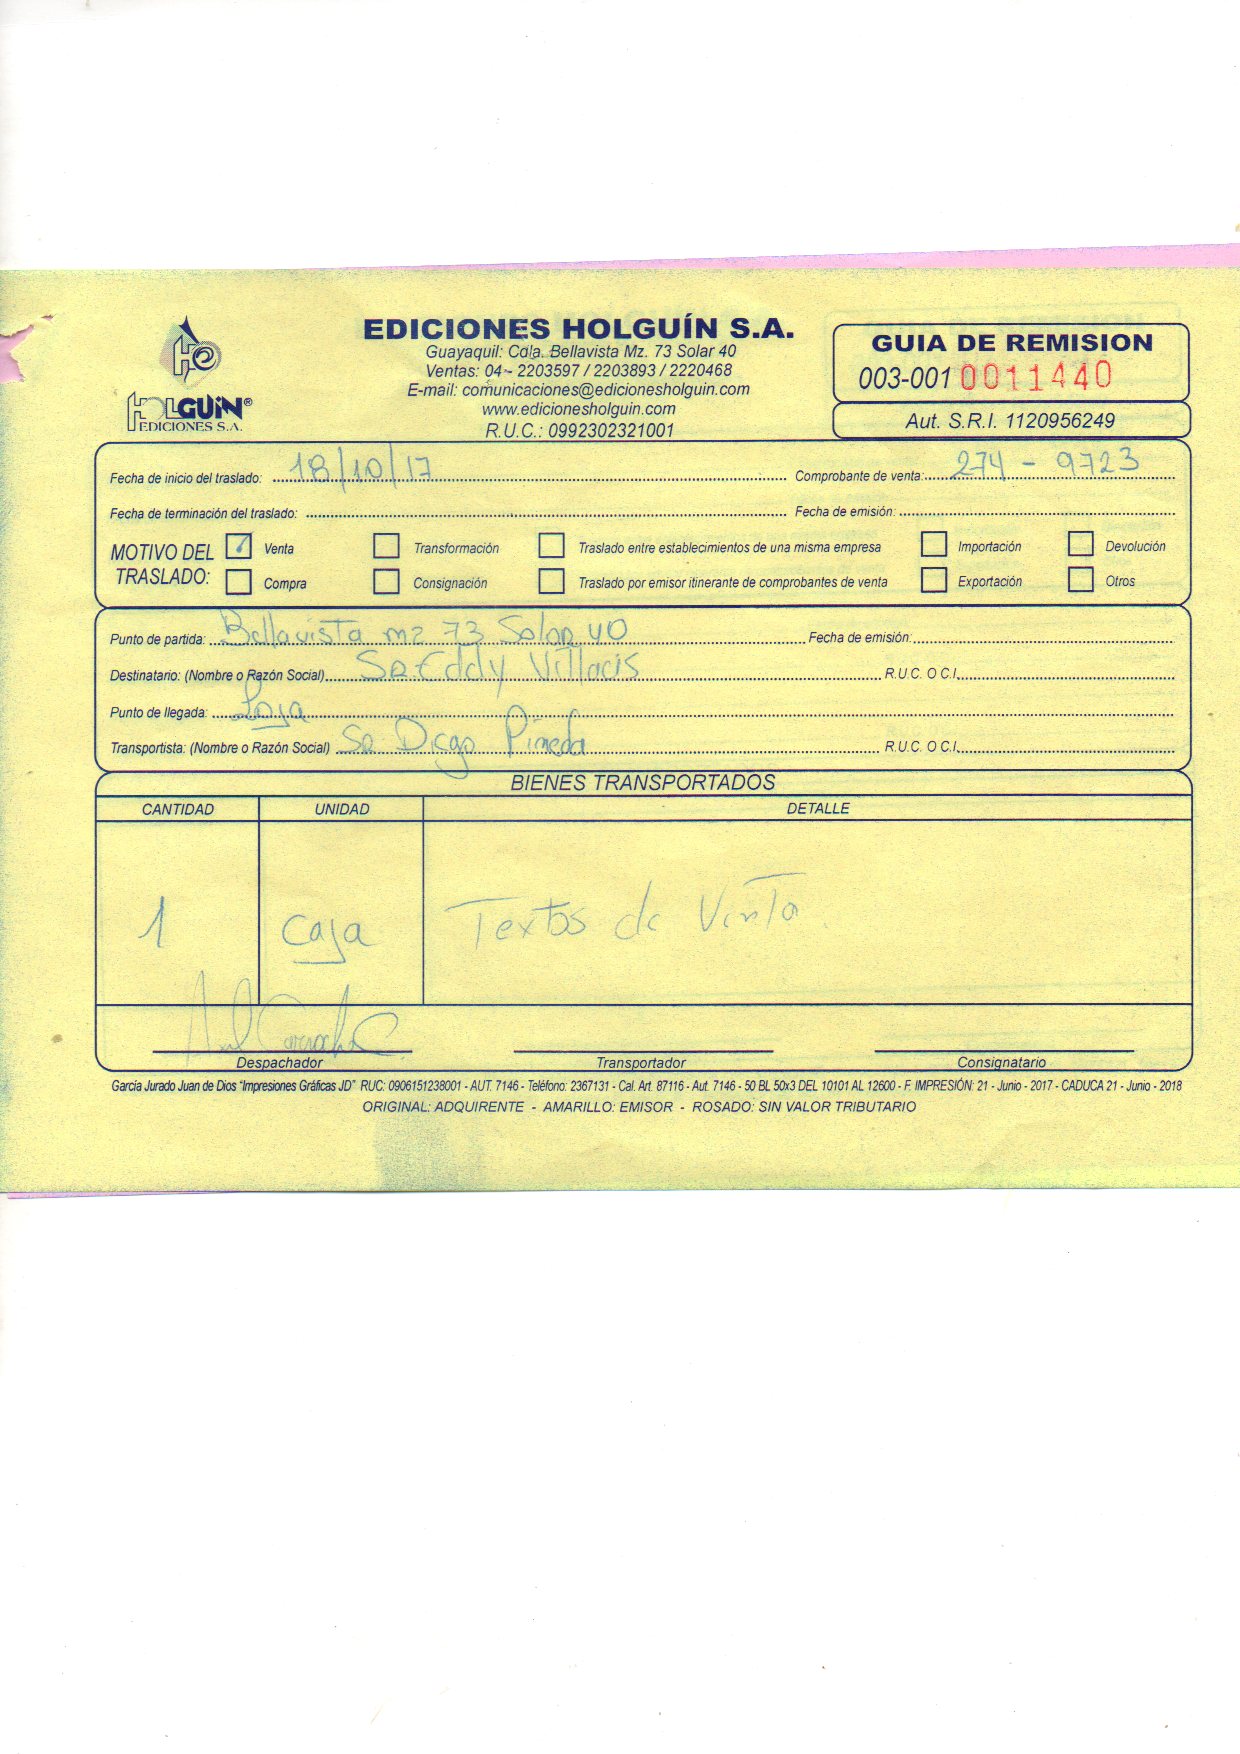 HOLGUíN®
EDICIONES S.A.
EDICIONES HOLGUÍN S.A.
Guayaquil: Cdla. Bellavista Mz. 73 Solar 40
Ventas: 04 - 2203597 / 2203893 / 2220468
E-mail: comunicaciones@edicionesholguin.com
www.edicionesholguin.com
R.U.C.: 0992302321001
GUIA DE REMISION
003-001 0011440
Aut. S.R.I. 1120956249
Fecha de inicio del traslado: 18/10/17 Comprobante de venta: 274 - 9723
Fecha de terminación del traslado: Fecha de emisión:
MOTIVO DEL TRASLADO:
Venta Transformación Traslado entre establecimientos de una misma empresa Importación Devolución
Compra Consignación Traslado por emisor itinerante de comprobantes de venta Exportación Otros
Punto de partida: Bellavista mz 73 Solar 40 Fecha de emisión:
Destinatario: (Nombre o Razón Social) Sr. Eddy Villacis R.U.C. O C.I.
Punto de llegada: Loja
Transportista: (Nombre o Razón Social) Sr Diego Pineda R.U.C. O C.I.
BIENES TRANSPORTADOS
CANTIDAD UNIDAD DETALLE
1 Caja Textos de Venta.
Despachador Transportador Consignatario
García Jurado Juan de Dios "Impresiones Gráficas JD" RUC: 0906151238001 - AUT. 7146 - Teléfono: 2367131 - Cal. Art. 87116 - Aut. 7146 - 50 BL 50x3 DEL 10101 AL 12600 - F. IMPRESIÓN: 21 - Junio - 2017 - CADUCA 21 - Junio - 2018
ORIGINAL: ADQUIRENTE - AMARILLO: EMISOR - ROSADO: SIN VALOR TRIBUTARIO